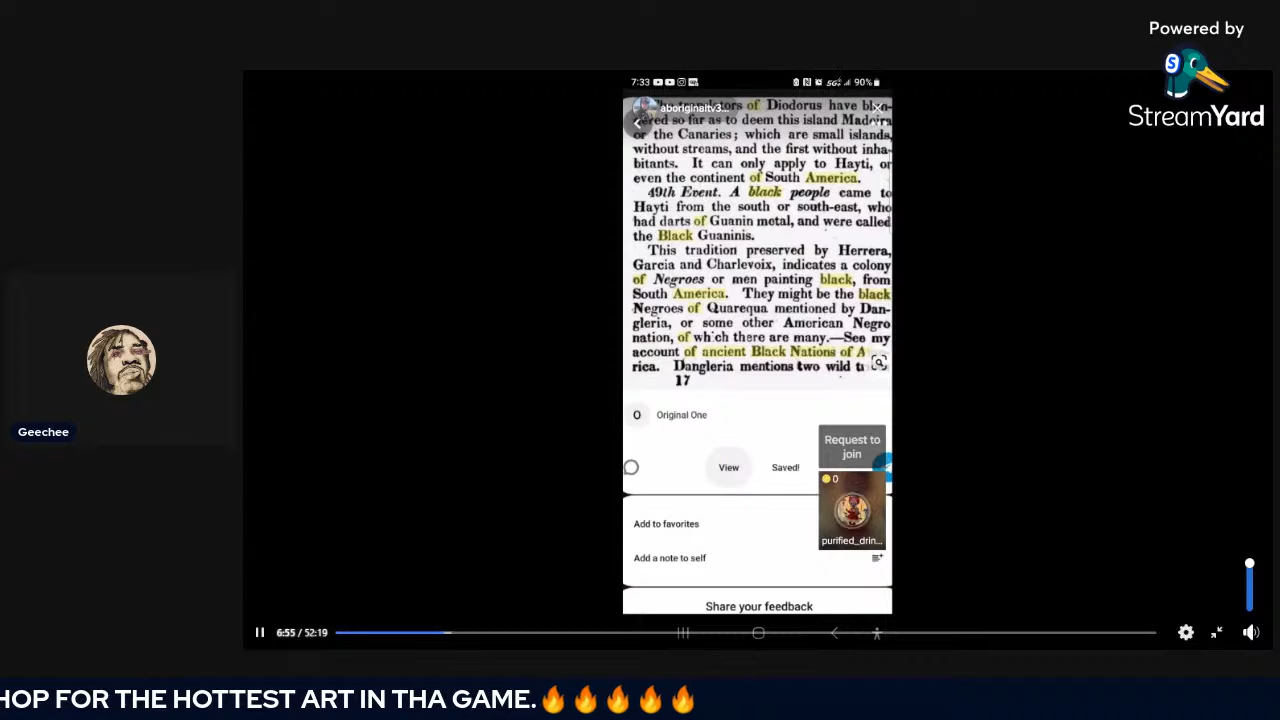 Powered by
StreamYard
7:33
5G
90%
aboriginaltv3...
tors of Diodorus have blun-
dered so far as to deem this island Madera
or the Canaries; which are small islands,
without streams, and the first without inha-
bitants. It can only apply to Hayti, or
even the continent of South America.
49th Event. A black people came to
Hayti from the south or south-east, who
had darts of Guanin metal, and were called
the Black Guaninis.
This tradition preserved by Herrera,
Garcia and Charlevoix, indicates a colony
of Negroes or men painting black, from
South America. They might be the black
Negroes of Quarequa mentioned by Dan-
gleria, or some other American Negro
nation, of which there are many.—See my
account of ancient Black Nations of A
rica. Dangleria mentions two wild t
17
O Original One
Request to
join
View
Saved!
0
purified_drin...
Add to favorites
Add a note to self
Share your feedback
Geechee
6:55 / 52:19
HOP FOR THE HOTTEST ART IN THA GAME.🔥🔥🔥🔥🔥